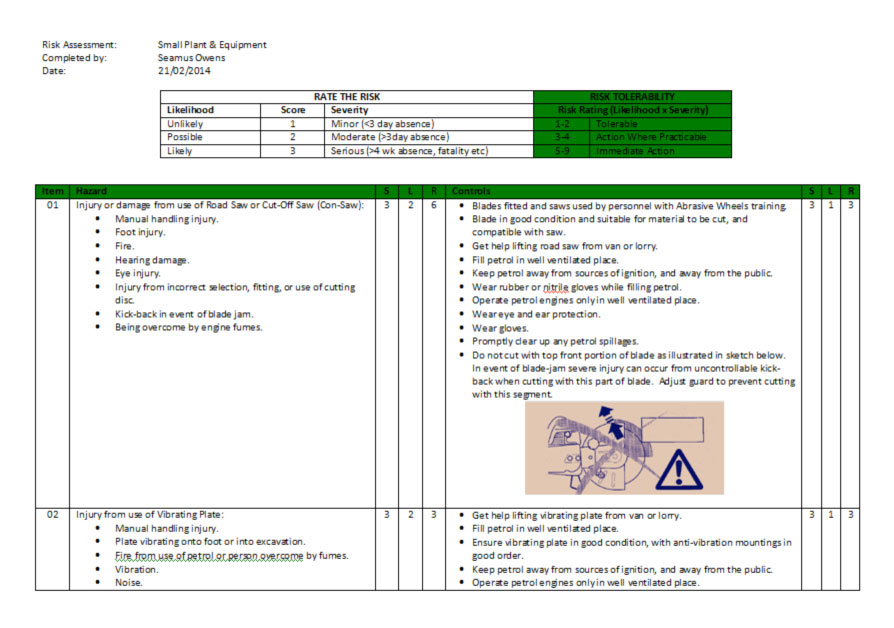 Risk Assessment: Small Plant & Equipment
Completed by: Seamus Owens
Date: 21/02/2014
RATE THE RISK RISK TOLERABILITY
Likelihood Score Severity Risk Rating (Likelihood x Severity)
Unlikely 1 Minor (<3 day absence) 1-2 Tolerable
Possible 2 Moderate (>3day absence) 3-4 Action Where Practicable
Likely 3 Serious (>4 wk absence, fatality etc) 5-9 Immediate Action
Item Hazard S L R Controls S L R
01 Injury or damage from use of Road Saw or Cut-Off Saw (Con-Saw): 3 2 6
• Manual handling injury.
• Foot injury.
• Fire.
• Hearing damage.
• Eye injury.
• Injury from incorrect selection, fitting, or use of cutting
disc.
• Kick-back in event of blade jam.
• Being overcome by engine fumes.
• Blades fitted and saws used by personnel with Abrasive Wheels training. 3 1 3
• Blade in good condition and suitable for material to be cut, and
compatible with saw.
• Get help lifting road saw from van or lorry.
• Fill petrol in well ventilated place.
• Keep petrol away from sources of ignition, and away from the public.
• Wear rubber or nitrile gloves while filling petrol.
• Operate petrol engines only in well ventilated place.
• Wear eye and ear protection.
• Wear gloves.
• Promptly clear up any petrol spillages.
• Do not cut with top front portion of blade as illustrated in sketch below.
In event of blade-jam severe injury can occur from uncontrollable kick-
back when cutting with this part of blade. Adjust guard to prevent cutting
with this segment.
02 Injury from use of Vibrating Plate: 3 2 3
• Manual handling injury.
• Plate vibrating onto foot or into excavation.
• Fire from use of petrol or person overcome by fumes.
• Vibration.
• Noise.
• Get help lifting vibrating plate from van or lorry. 3 1 3
• Fill petrol in well ventilated place.
• Ensure vibrating plate in good condition, with anti-vibration mountings in
good order.
• Keep petrol away from sources of ignition, and away from the public.
• Operate petrol engines only in well ventilated place.